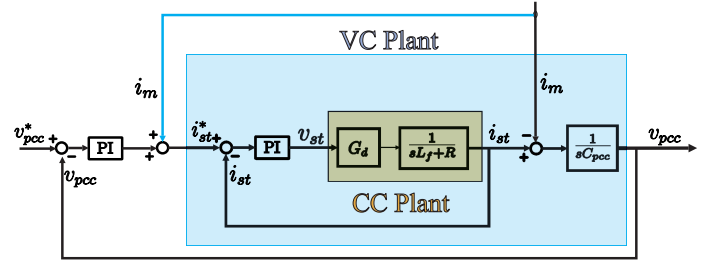 VC Plant
i_m
i_m
v*_pcc
+
-
PI
+
+
i*_st
+
-
PI
v_st
G_d
1
sL_f+R
i_st
-
+
1
sC_pcc
v_pcc
v_pcc
i_st
CC Plant